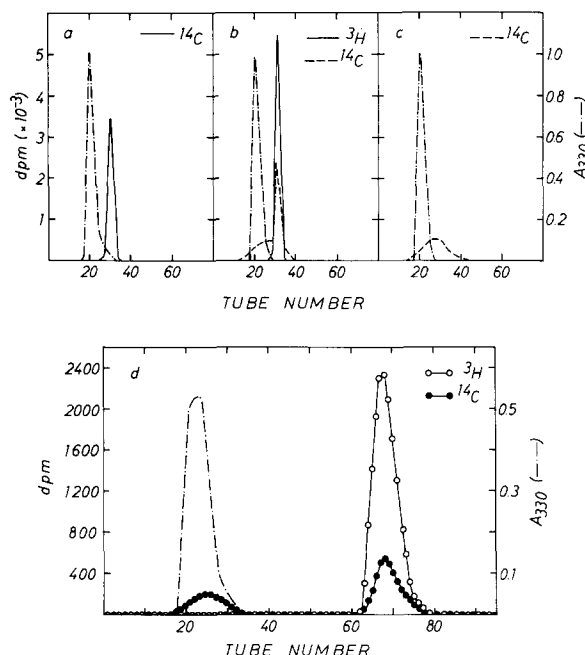 a — ¹⁴C
b — ³H
--- ¹⁴C
c --- ¹⁴C
dpm (×10⁻³)
5
4
3
2
1
1.0
0.8
0.6
0.4
0.2
A₃₃₀ (—·—)
20 40 60 20 40 60 20 40 60
TUBE NUMBER
d ³H
¹⁴C
dpm
2400
2000
1600
1200
800
400
0.5
0.3
0.1
A₃₃₀ (—·—)
20 40 60 80
TUBE NUMBER